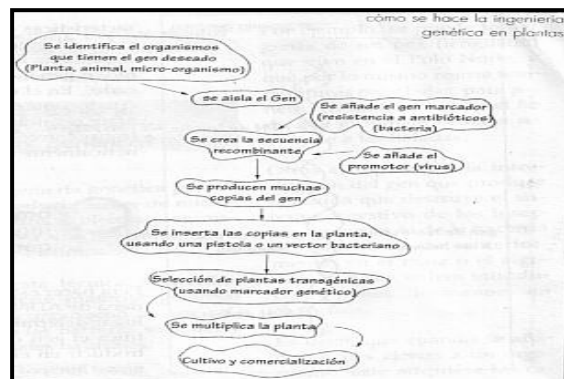 cómo se hace la ingeniería
genética en plantas
Se identifica el organismos
que tienen el gen deseado
(Planta, animal, micro-organismo)
se aisla el Gen
Se añade el gen marcador
(resistencia a antibióticos)
(bacteria)
Se crea la secuencia
recombinante
Se añade el
promotor (virus)
Se producen muchas
copias del gen
Se inserta las copias en la planta,
usando una pistola o un vector bacteriano
Selección de plantas transgénicas
(usando marcador genético)
Se multiplica la planta
Cultivo y comercialización